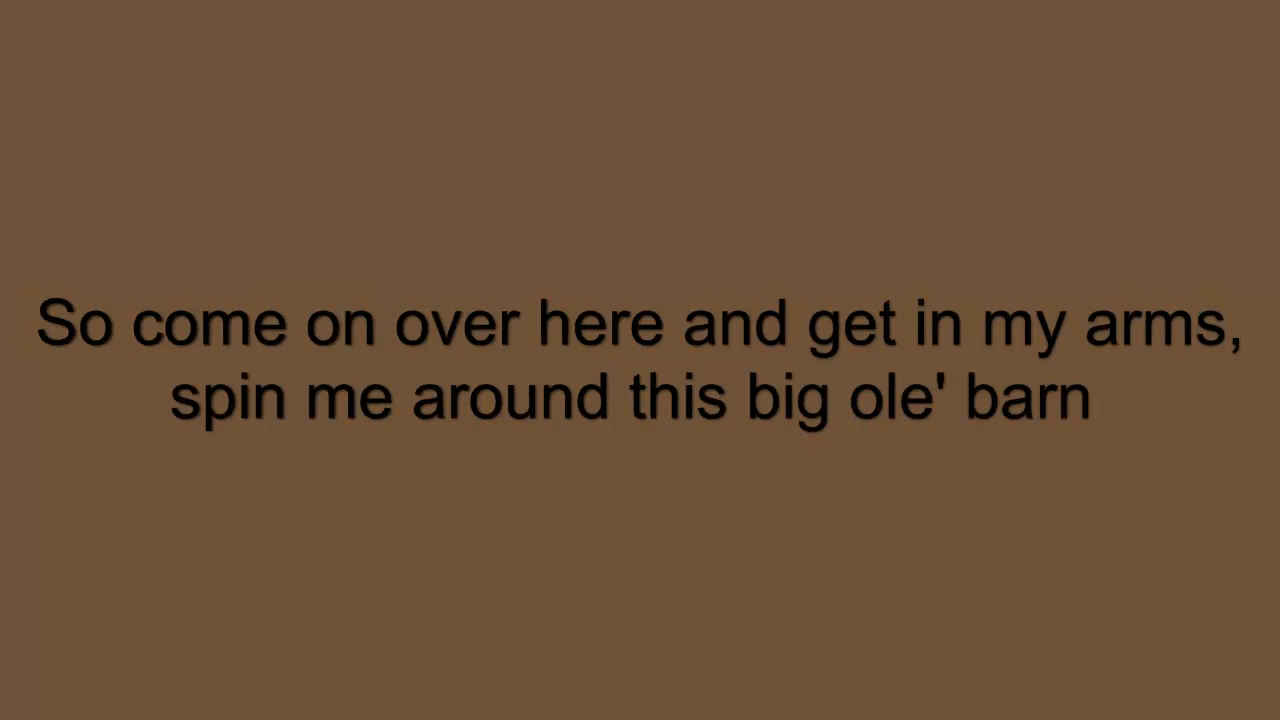 So come on over here and get in my arms,
spin me around this big ole' barn